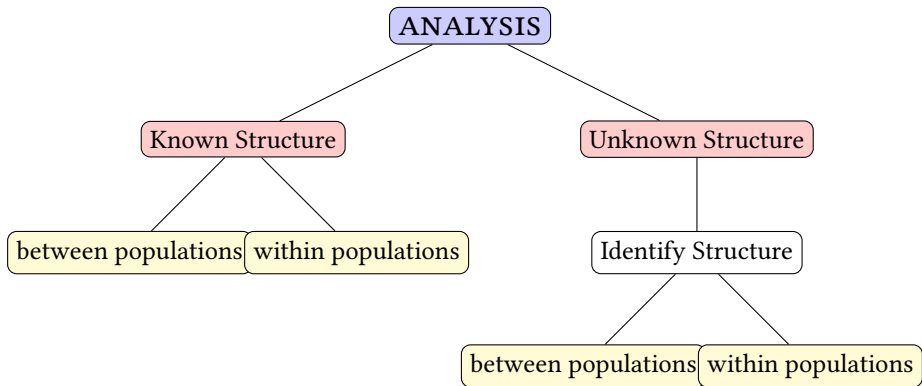 ANALYSIS
Known Structure
Unknown Structure
between populations
within populations
Identify Structure
between populations
within populations